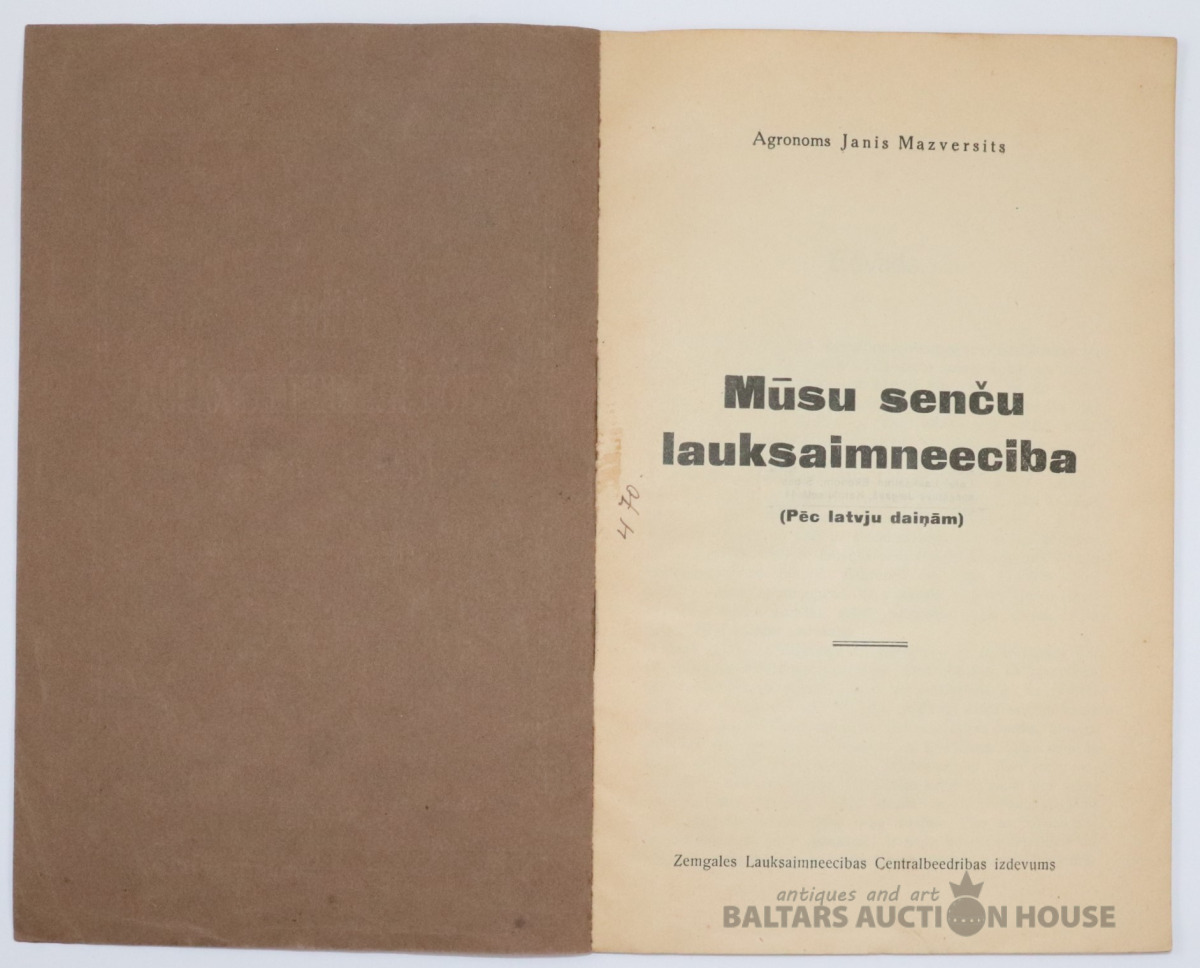 Agronoms Janis Mazversits
Mūsu senču
lauksaimneeciba
(Pēc latvju daiņām)
470.
Zemgales Lauksaimneecibas Centralbeedribas izdevums
antiques and art
BALTARS AUCTION HOUSE